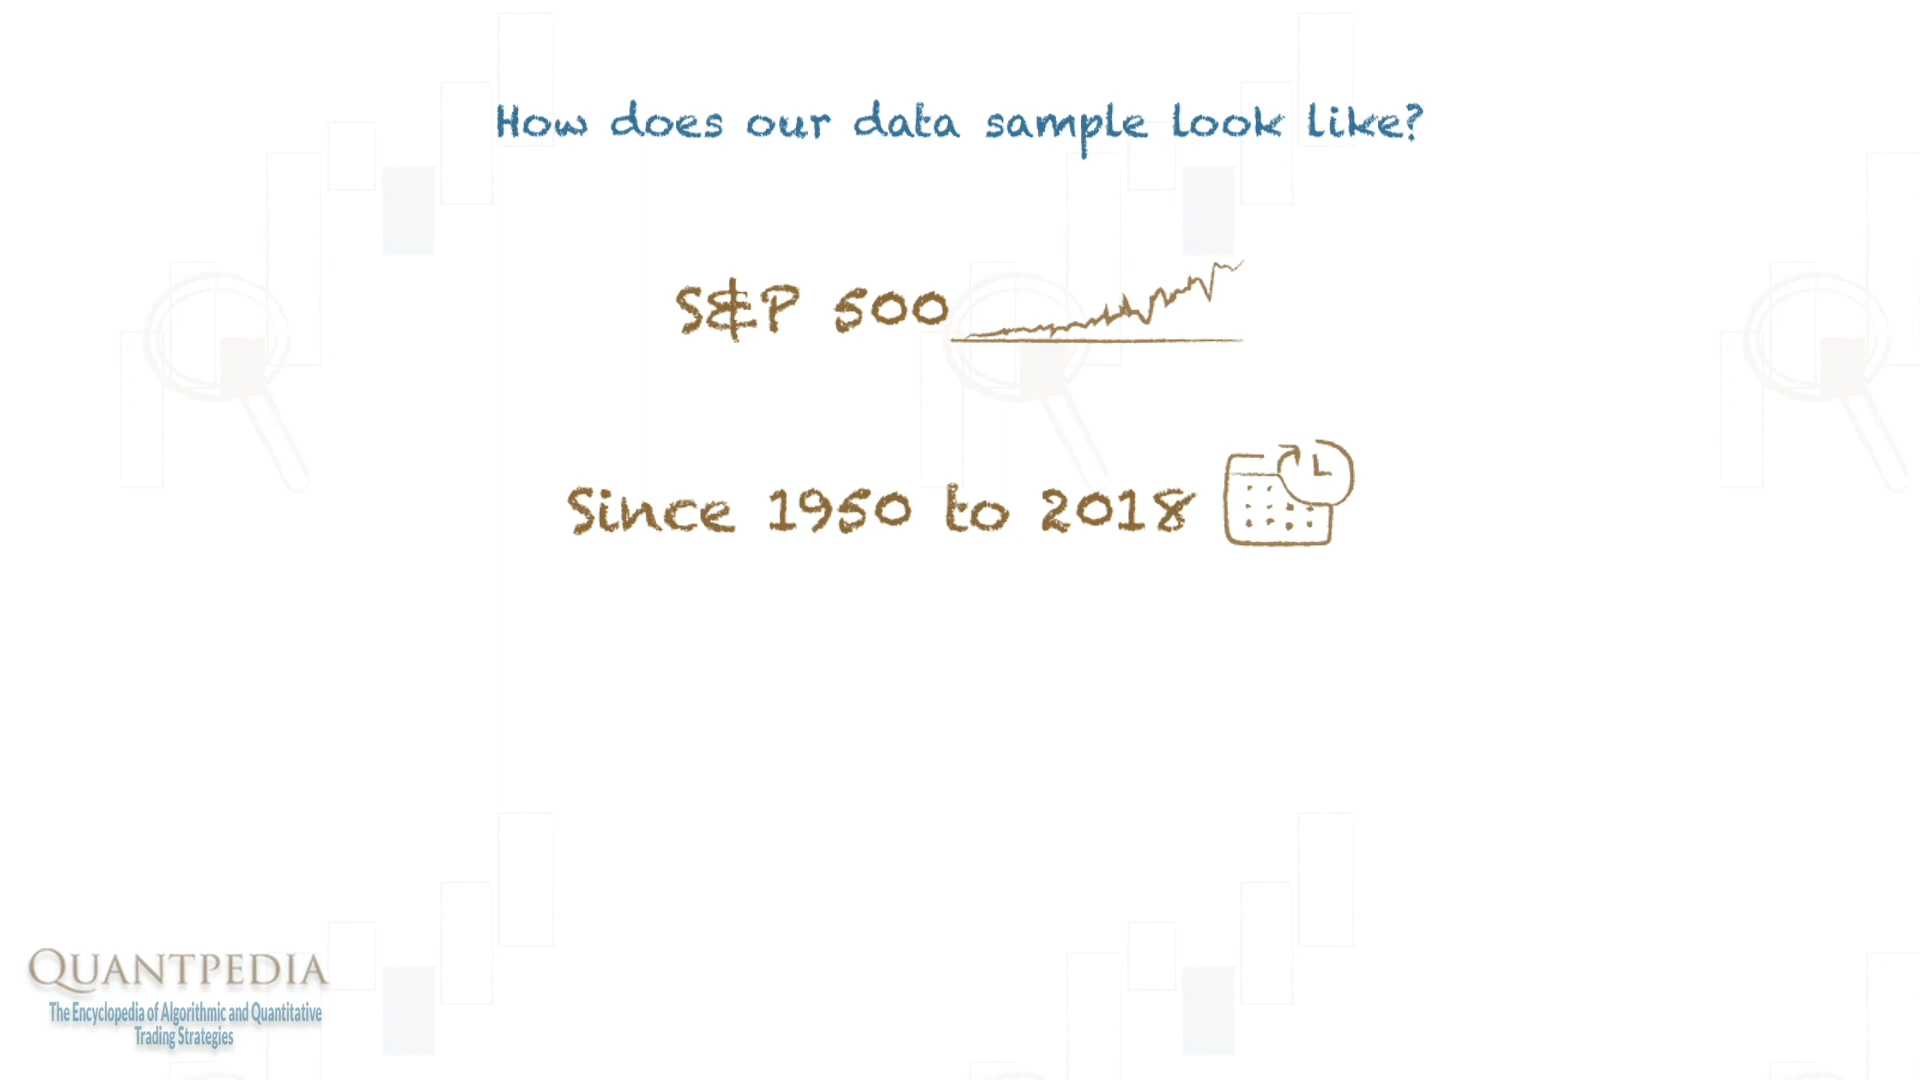 How does our data sample look like?
S&P 500
Since 1950 to 2018
QUANTPEDIA
The Encyclopedia of Algorithmic and Quantitative
Trading Strategies